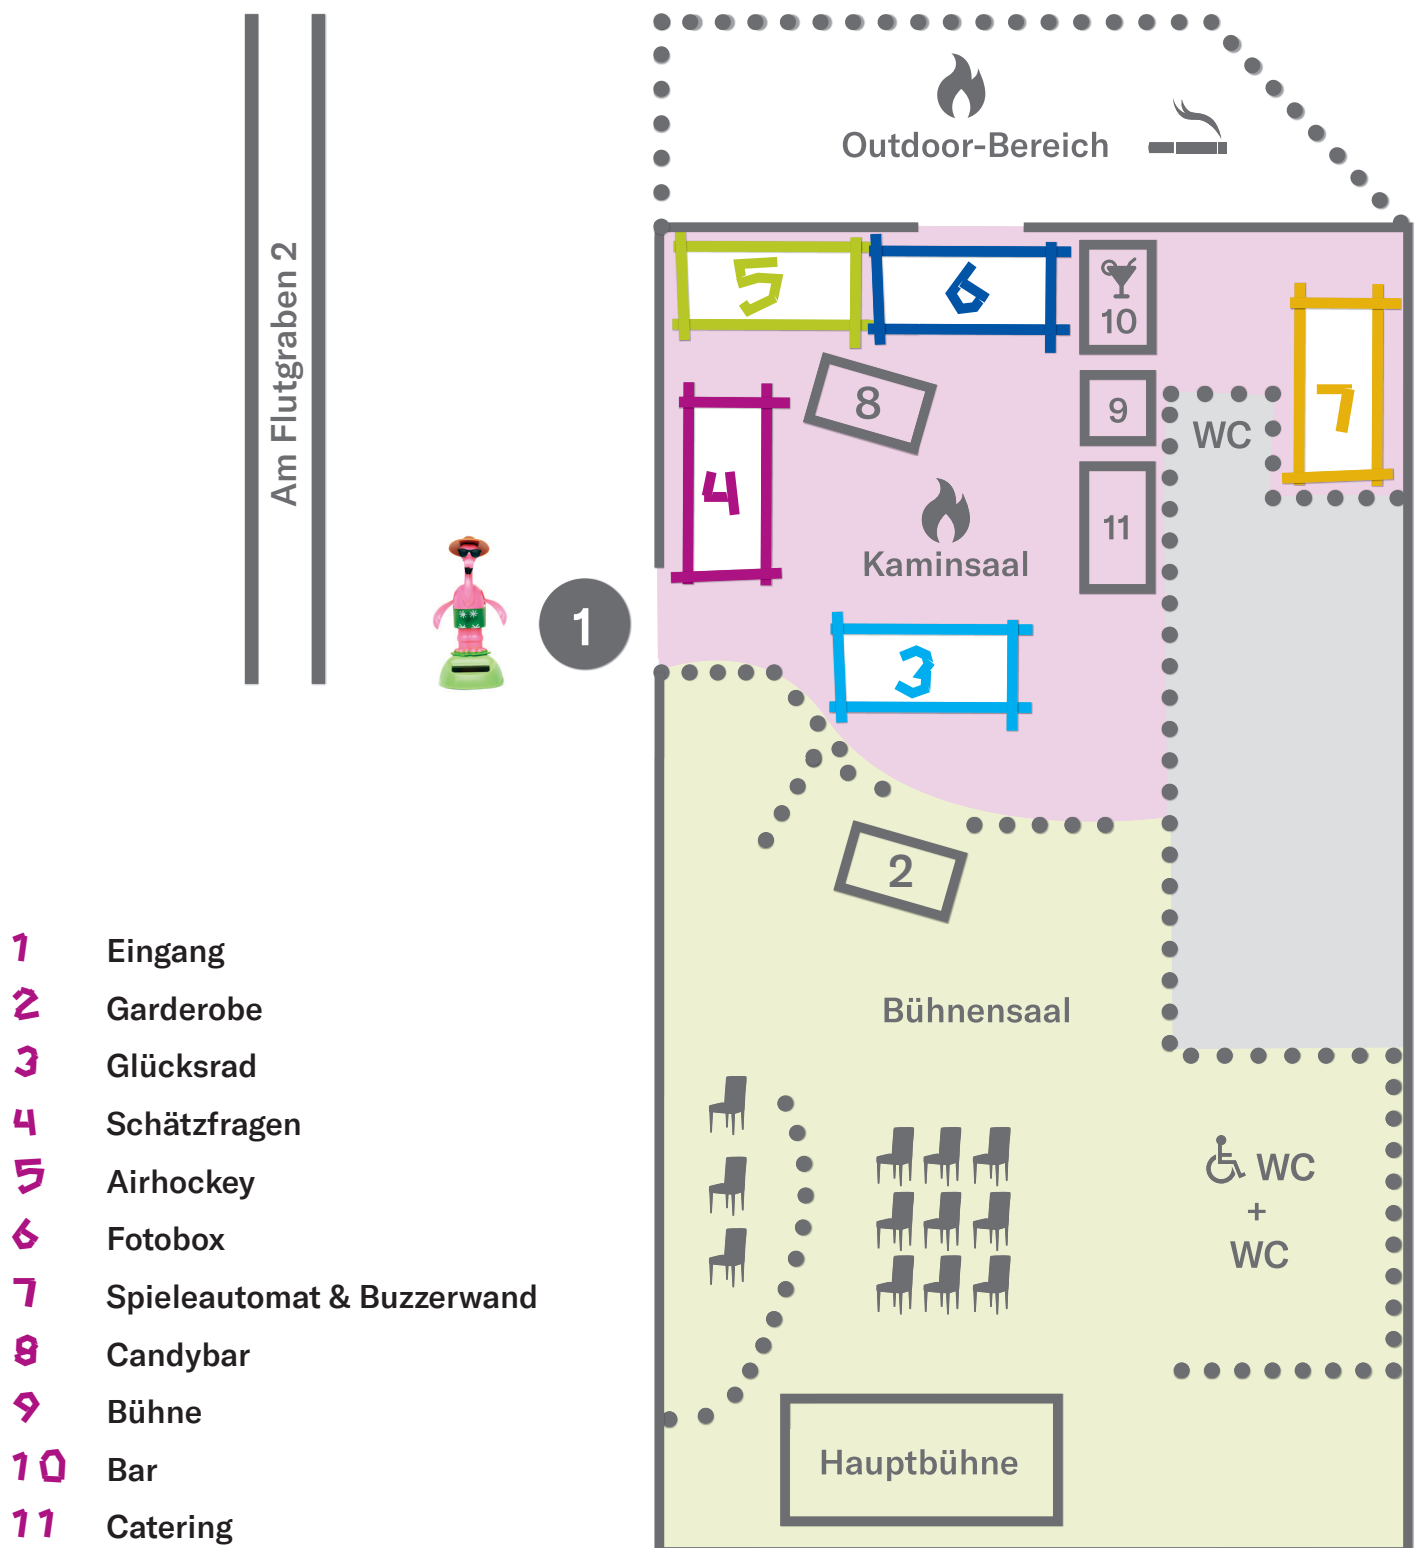 Outdoor-Bereich
Am Flutgraben 2
5
6
10
7
8
9
WC
4
11
Kaminsaal
1
3
2
Bühnensaal
WC
+
WC
Hauptbühne
1 Eingang
2 Garderobe
3 Glücksrad
4 Schätzfragen
5 Airhockey
6 Fotobox
7 Spieleautomat & Buzzerwand
8 Candybar
9 Bühne
10 Bar
11 Catering